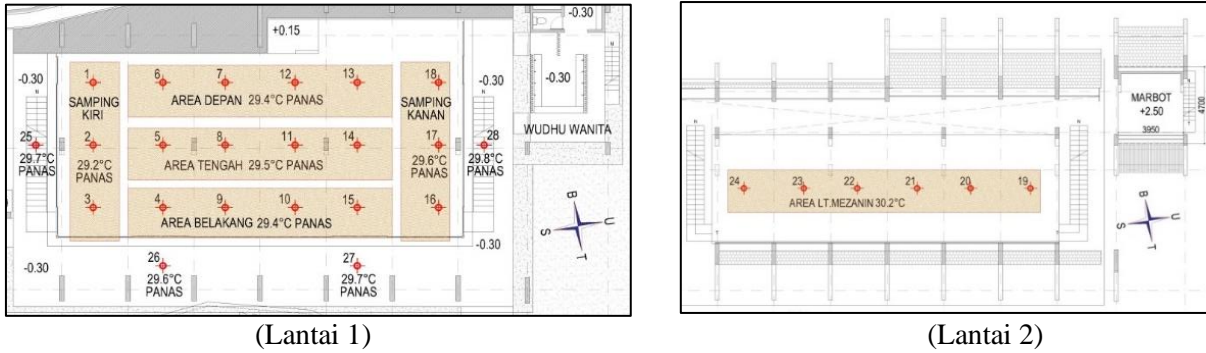 -0.30
+0.15
-0.30
-0.30
-0.30
1
6
7
12
13
18
SAMPING
KIRI
AREA DEPAN 29.4°C PANAS
SAMPING
KANAN
WUDHU WANITA
2
5
8
11
14
17
25
28
29.7°C
PANAS
29.2°C
PANAS
AREA TENGAH 29.5°C PANAS
29.6°C
PANAS
29.8°C
PANAS
3
4
9
10
15
16
AREA BELAKANG 29.4°C PANAS
-0.30
-0.30
26
27
29.6°C
PANAS
29.7°C
PANAS
B
U
S
T
(Lantai 1)
MARBOT
+2.50
3950
4700
N
N
24
23
22
21
20
19
AREA LT.MEZANIN 30.2°C
B
U
S
T
(Lantai 2)